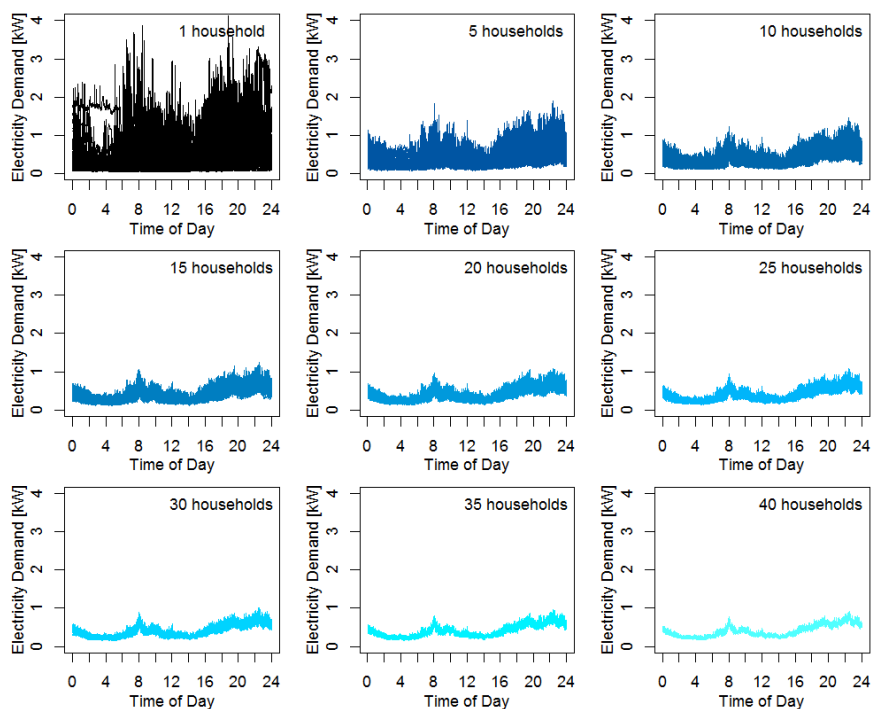 1 household
Electricity Demand [kW]
4
3
2
1
0
0 4 8 12 16 20 24
Time of Day
5 households
Electricity Demand [kW]
4
3
2
1
0
0 4 8 12 16 20 24
Time of Day
10 households
Electricity Demand [kW]
4
3
2
1
0
0 4 8 12 16 20 24
Time of Day
15 households
Electricity Demand [kW]
4
3
2
1
0
0 4 8 12 16 20 24
Time of Day
20 households
Electricity Demand [kW]
4
3
2
1
0
0 4 8 12 16 20 24
Time of Day
25 households
Electricity Demand [kW]
4
3
2
1
0
0 4 8 12 16 20 24
Time of Day
30 households
Electricity Demand [kW]
4
3
2
1
0
0 4 8 12 16 20 24
Time of Day
35 households
Electricity Demand [kW]
4
3
2
1
0
0 4 8 12 16 20 24
Time of Day
40 households
Electricity Demand [kW]
4
3
2
1
0
0 4 8 12 16 20 24
Time of Day